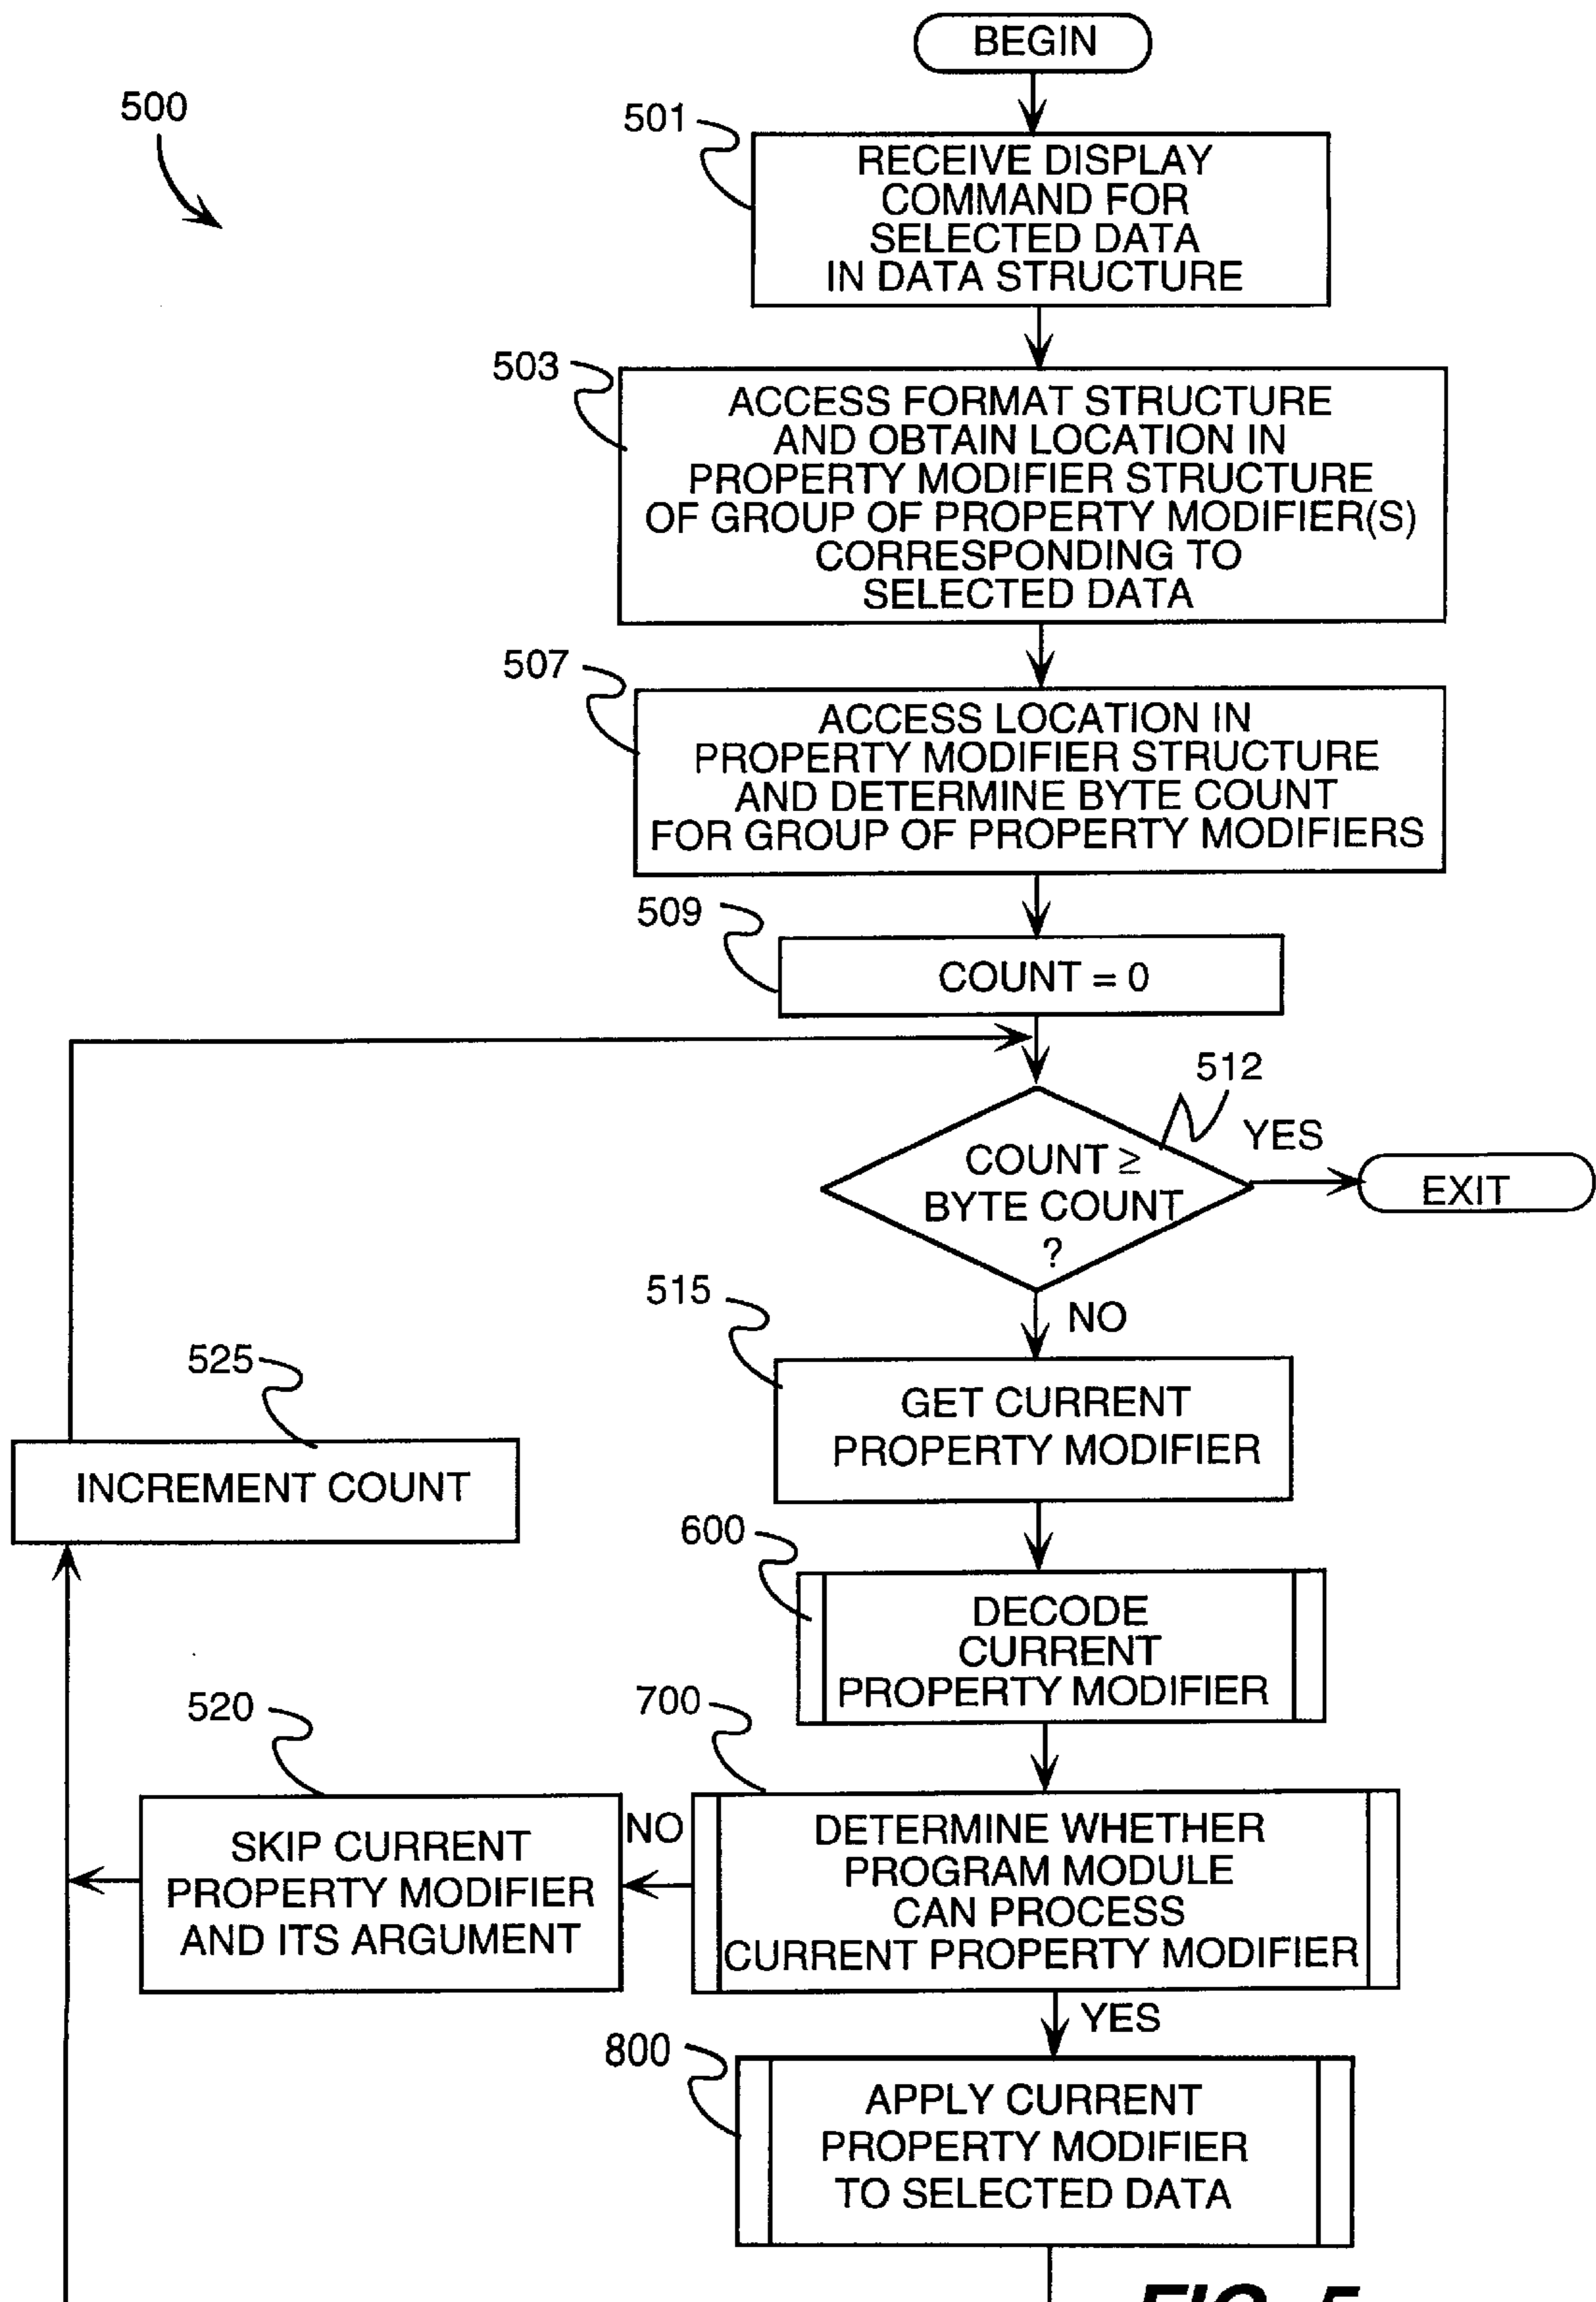 BEGIN
500
501
RECEIVE DISPLAY
COMMAND FOR
SELECTED DATA
IN DATA STRUCTURE
503
ACCESS FORMAT STRUCTURE
AND OBTAIN LOCATION IN
PROPERTY MODIFIER STRUCTURE
OF GROUP OF PROPERTY MODIFIER(S)
CORRESPONDING TO
SELECTED DATA
507
ACCESS LOCATION IN
PROPERTY MODIFIER STRUCTURE
AND DETERMINE BYTE COUNT
FOR GROUP OF PROPERTY MODIFIERS
509
COUNT = 0
512
COUNT ≥
BYTE COUNT
?
YES
EXIT
NO
515
GET CURRENT
PROPERTY MODIFIER
525
INCREMENT COUNT
600
DECODE
CURRENT
PROPERTY MODIFIER
700
DETERMINE WHETHER
PROGRAM MODULE
CAN PROCESS
CURRENT PROPERTY MODIFIER
NO
520
SKIP CURRENT
PROPERTY MODIFIER
AND ITS ARGUMENT
YES
800
APPLY CURRENT
PROPERTY MODIFIER
TO SELECTED DATA
FIG. 5